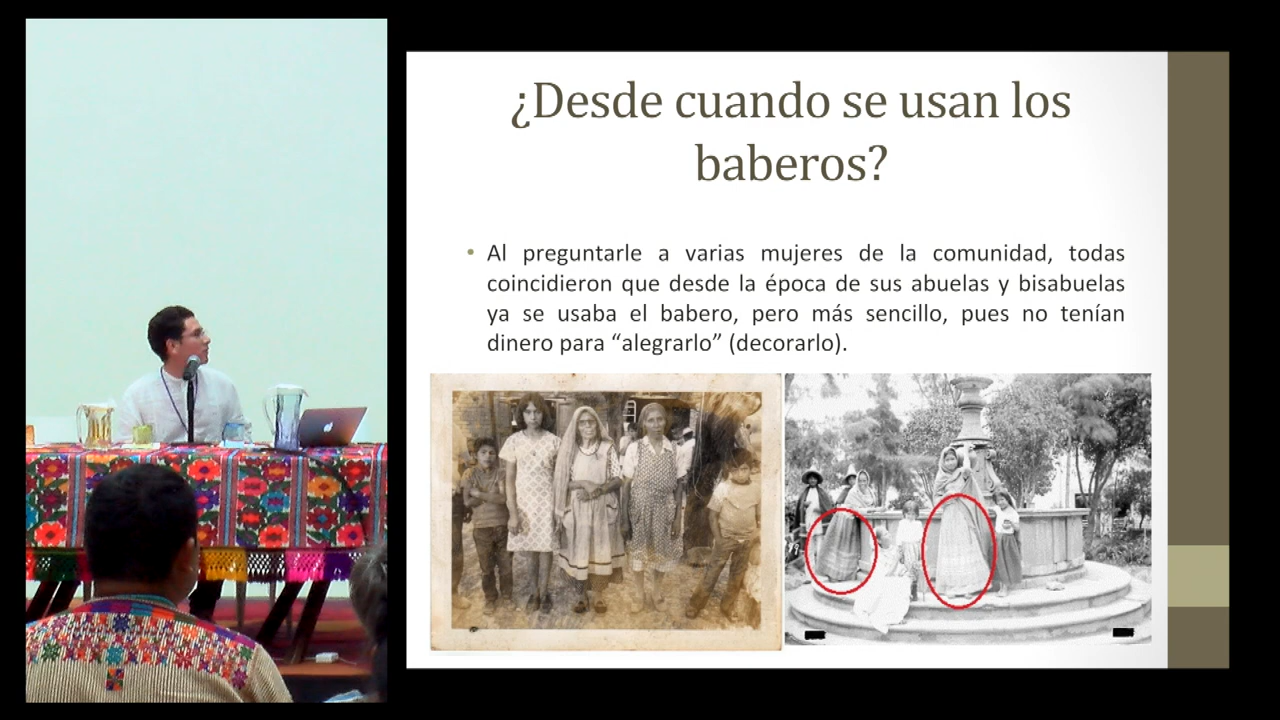 ¿Desde cuando se usan los
baberos?
• Al preguntarle a varias mujeres de la comunidad, todas
coincidieron que desde la época de sus abuelas y bisabuelas
ya se usaba el babero, pero más sencillo, pues no tenían
dinero para “alegrarlo” (decorarlo).